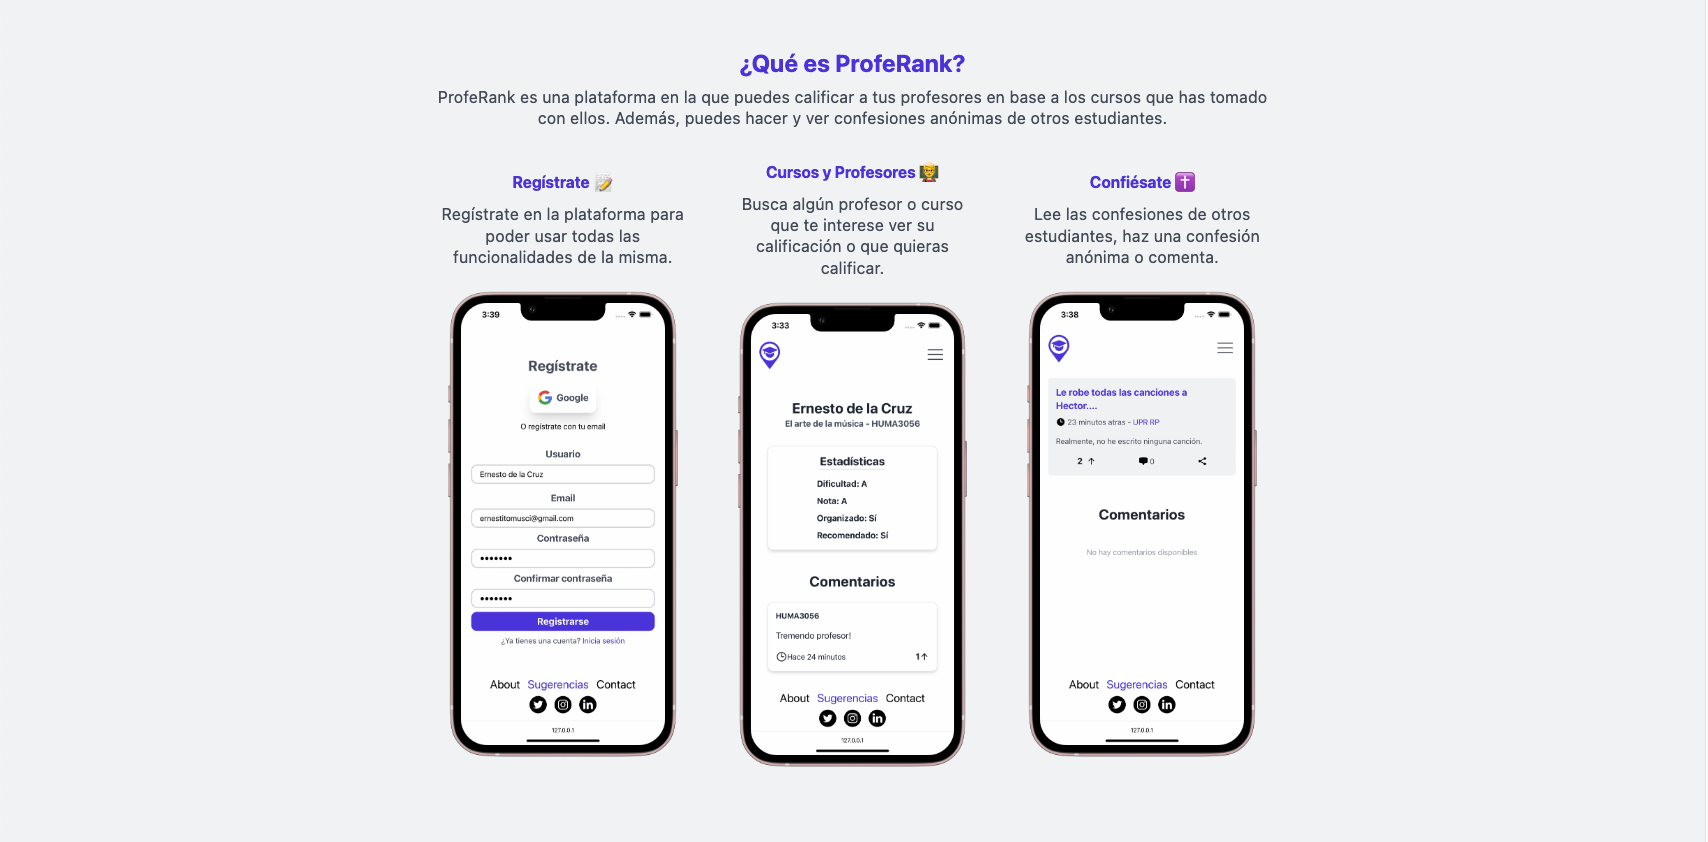 ¿Qué es ProfeRank?
ProfeRank es una plataforma en la que puedes calificar a tus profesores en base a los cursos que has tomado
con ellos. Además, puedes hacer y ver confesiones anónimas de otros estudiantes.
Regístrate
Regístrate en la plataforma para
poder usar todas las
funcionalidades de la misma.
3:39
Regístrate
Google
O regístrate con tu email
Usuario
Ernesto de la Cruz
Email
ernestitomusci@gmail.com
Contraseña
•••••••
Confirmar contraseña
•••••••
Registrarse
¿Ya tienes una cuenta? Inicia sesión
About Sugerencias Contact
127.0.0.1
Cursos y Profesores
Busca algún profesor o curso
que te interese ver su
calificación o que quieras
calificar.
3:33
Ernesto de la Cruz
El arte de la música - HUMA3056
Estadísticas
Dificultad: A
Nota: A
Organizado: Sí
Recomendado: Sí
Comentarios
HUMA3056
Tremendo profesor!
Hace 24 minutos 1
About Sugerencias Contact
127.0.0.1
Confiésate
Lee las confesiones de otros
estudiantes, haz una confesión
anónima o comenta.
3:38
Le robe todas las canciones a
Hector....
23 minutos atras - UPR RP
Realmente, no he escrito ninguna canción.
2 0
Comentarios
No hay comentarios disponibles
About Sugerencias Contact
127.0.0.1